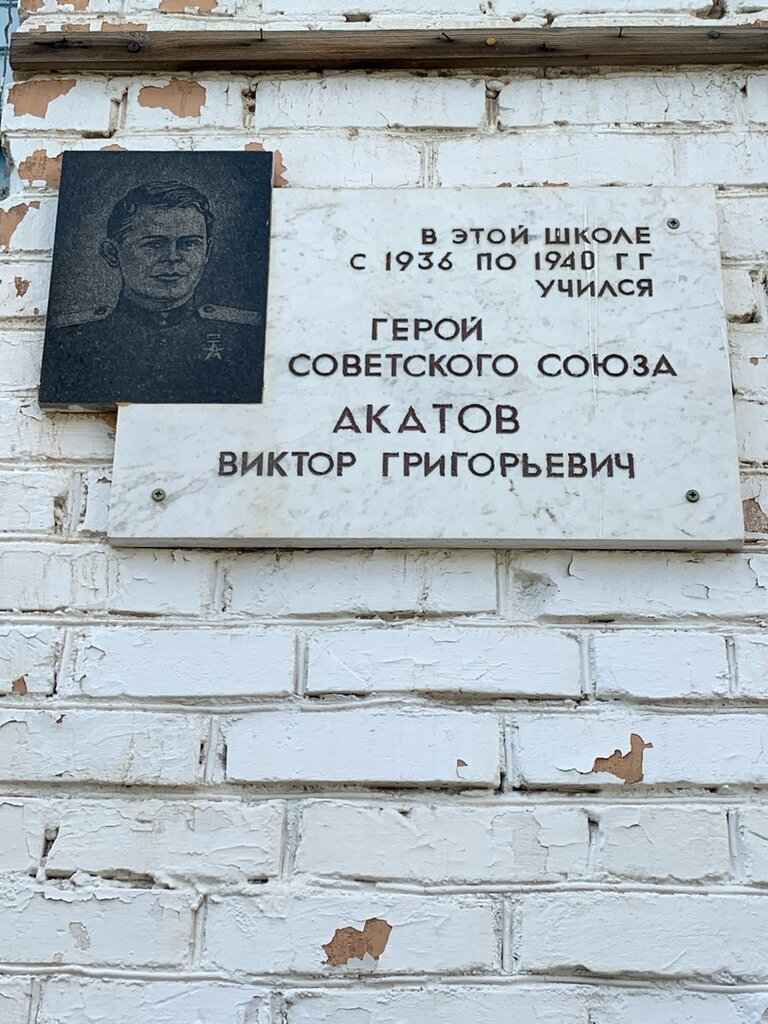 В ЭТОЙ ШКОЛЕ
С 1936 ПО 1940 ГГ
УЧИЛСЯ
ГЕРОЙ
СОВЕТСКОГО СОЮЗА
АКАТОВ
ВИКТОР ГРИГОРЬЕВИЧ